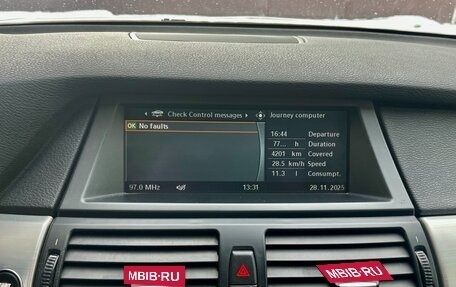 Check Control messages
Journey computer
OK No faults
16:44 Departure
77... h Duration
4201 km Covered
28.5 km/h Speed
11.3 l Consumpt.
97.0 MHz 13:31 28.11.2025
MBIB-RU
MBIB-RU